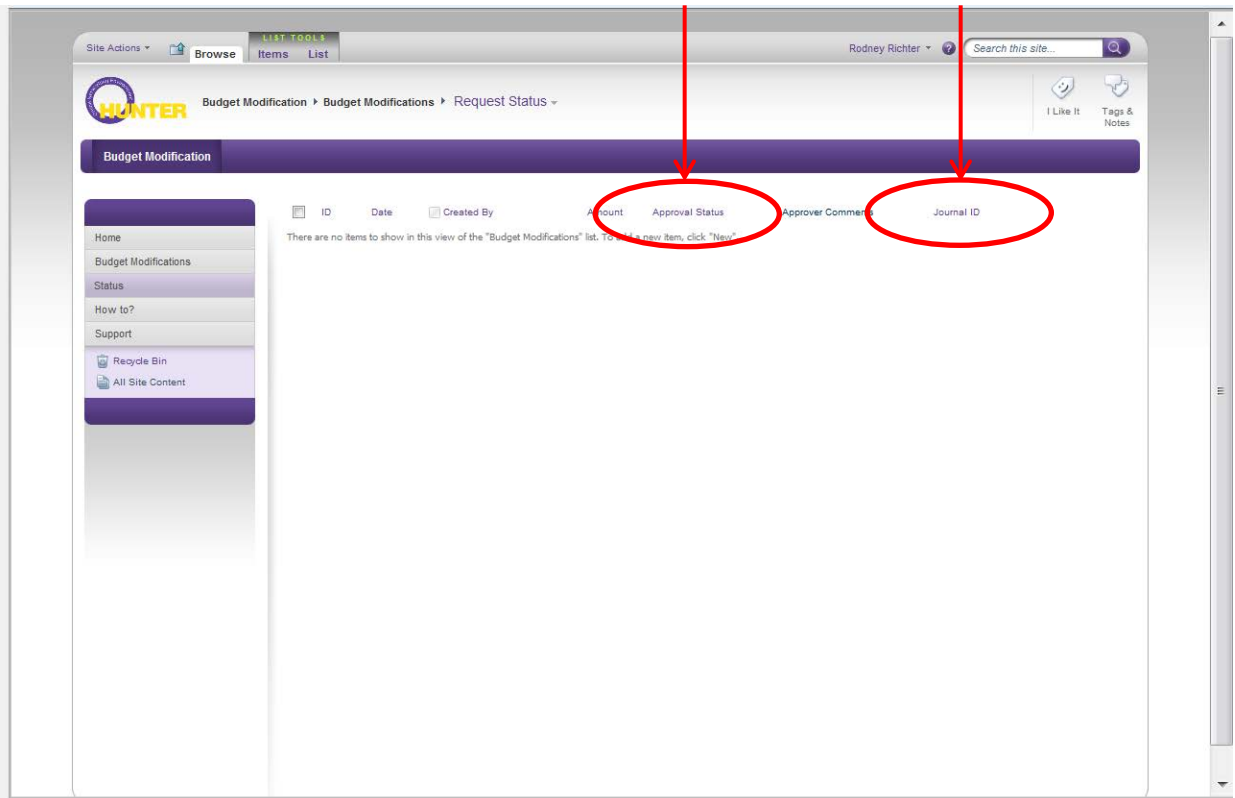 LIST TOOLS
Site Actions Browse Items List Rodney Richter Search this site...
HUNTER Budget Modification Budget Modifications Request Status
I Like It Tags & Notes
Budget Modification
ID Date Created By Amount Approval Status Approver Comments Journal ID
There are no items to show in this view of the "Budget Modifications" list. To add a new item, click "New".
Home
Budget Modifications
Status
How to?
Support
Recycle Bin
All Site Content